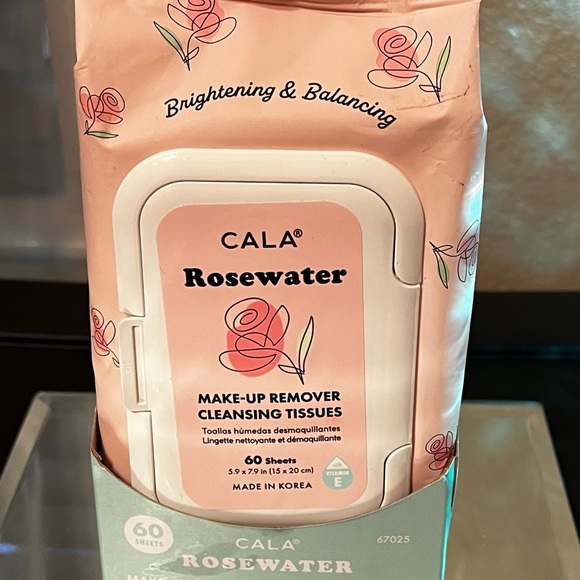 Brightening & Balancing
CALA®
Rosewater
MAKE-UP REMOVER
CLEANSING TISSUES
Toallas húmedas desmaquillantes
Lingette nettoyante et démaquillante
60 Sheets
5.9 x 7.9 in (15 x 20 cm)
MADE IN KOREA
VITAMIN
E
60
SHEETS
CALA®
67025
ROSEWATER